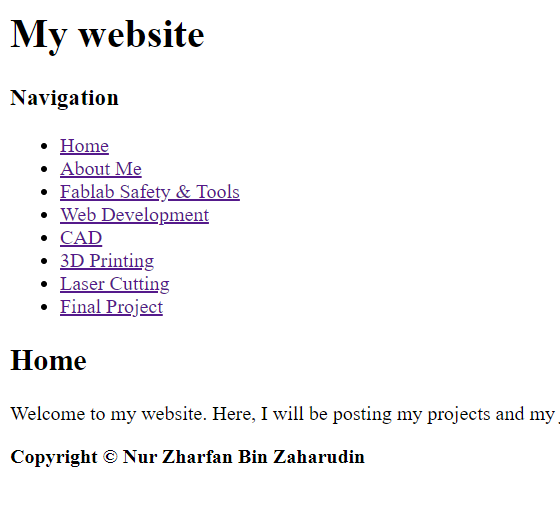 My website
Navigation
Home
About Me
Fablab Safety & Tools
Web Development
CAD
3D Printing
Laser Cutting
Final Project
Home
Welcome to my website. Here, I will be posting my projects and my
Copyright © Nur Zharfan Bin Zaharudin